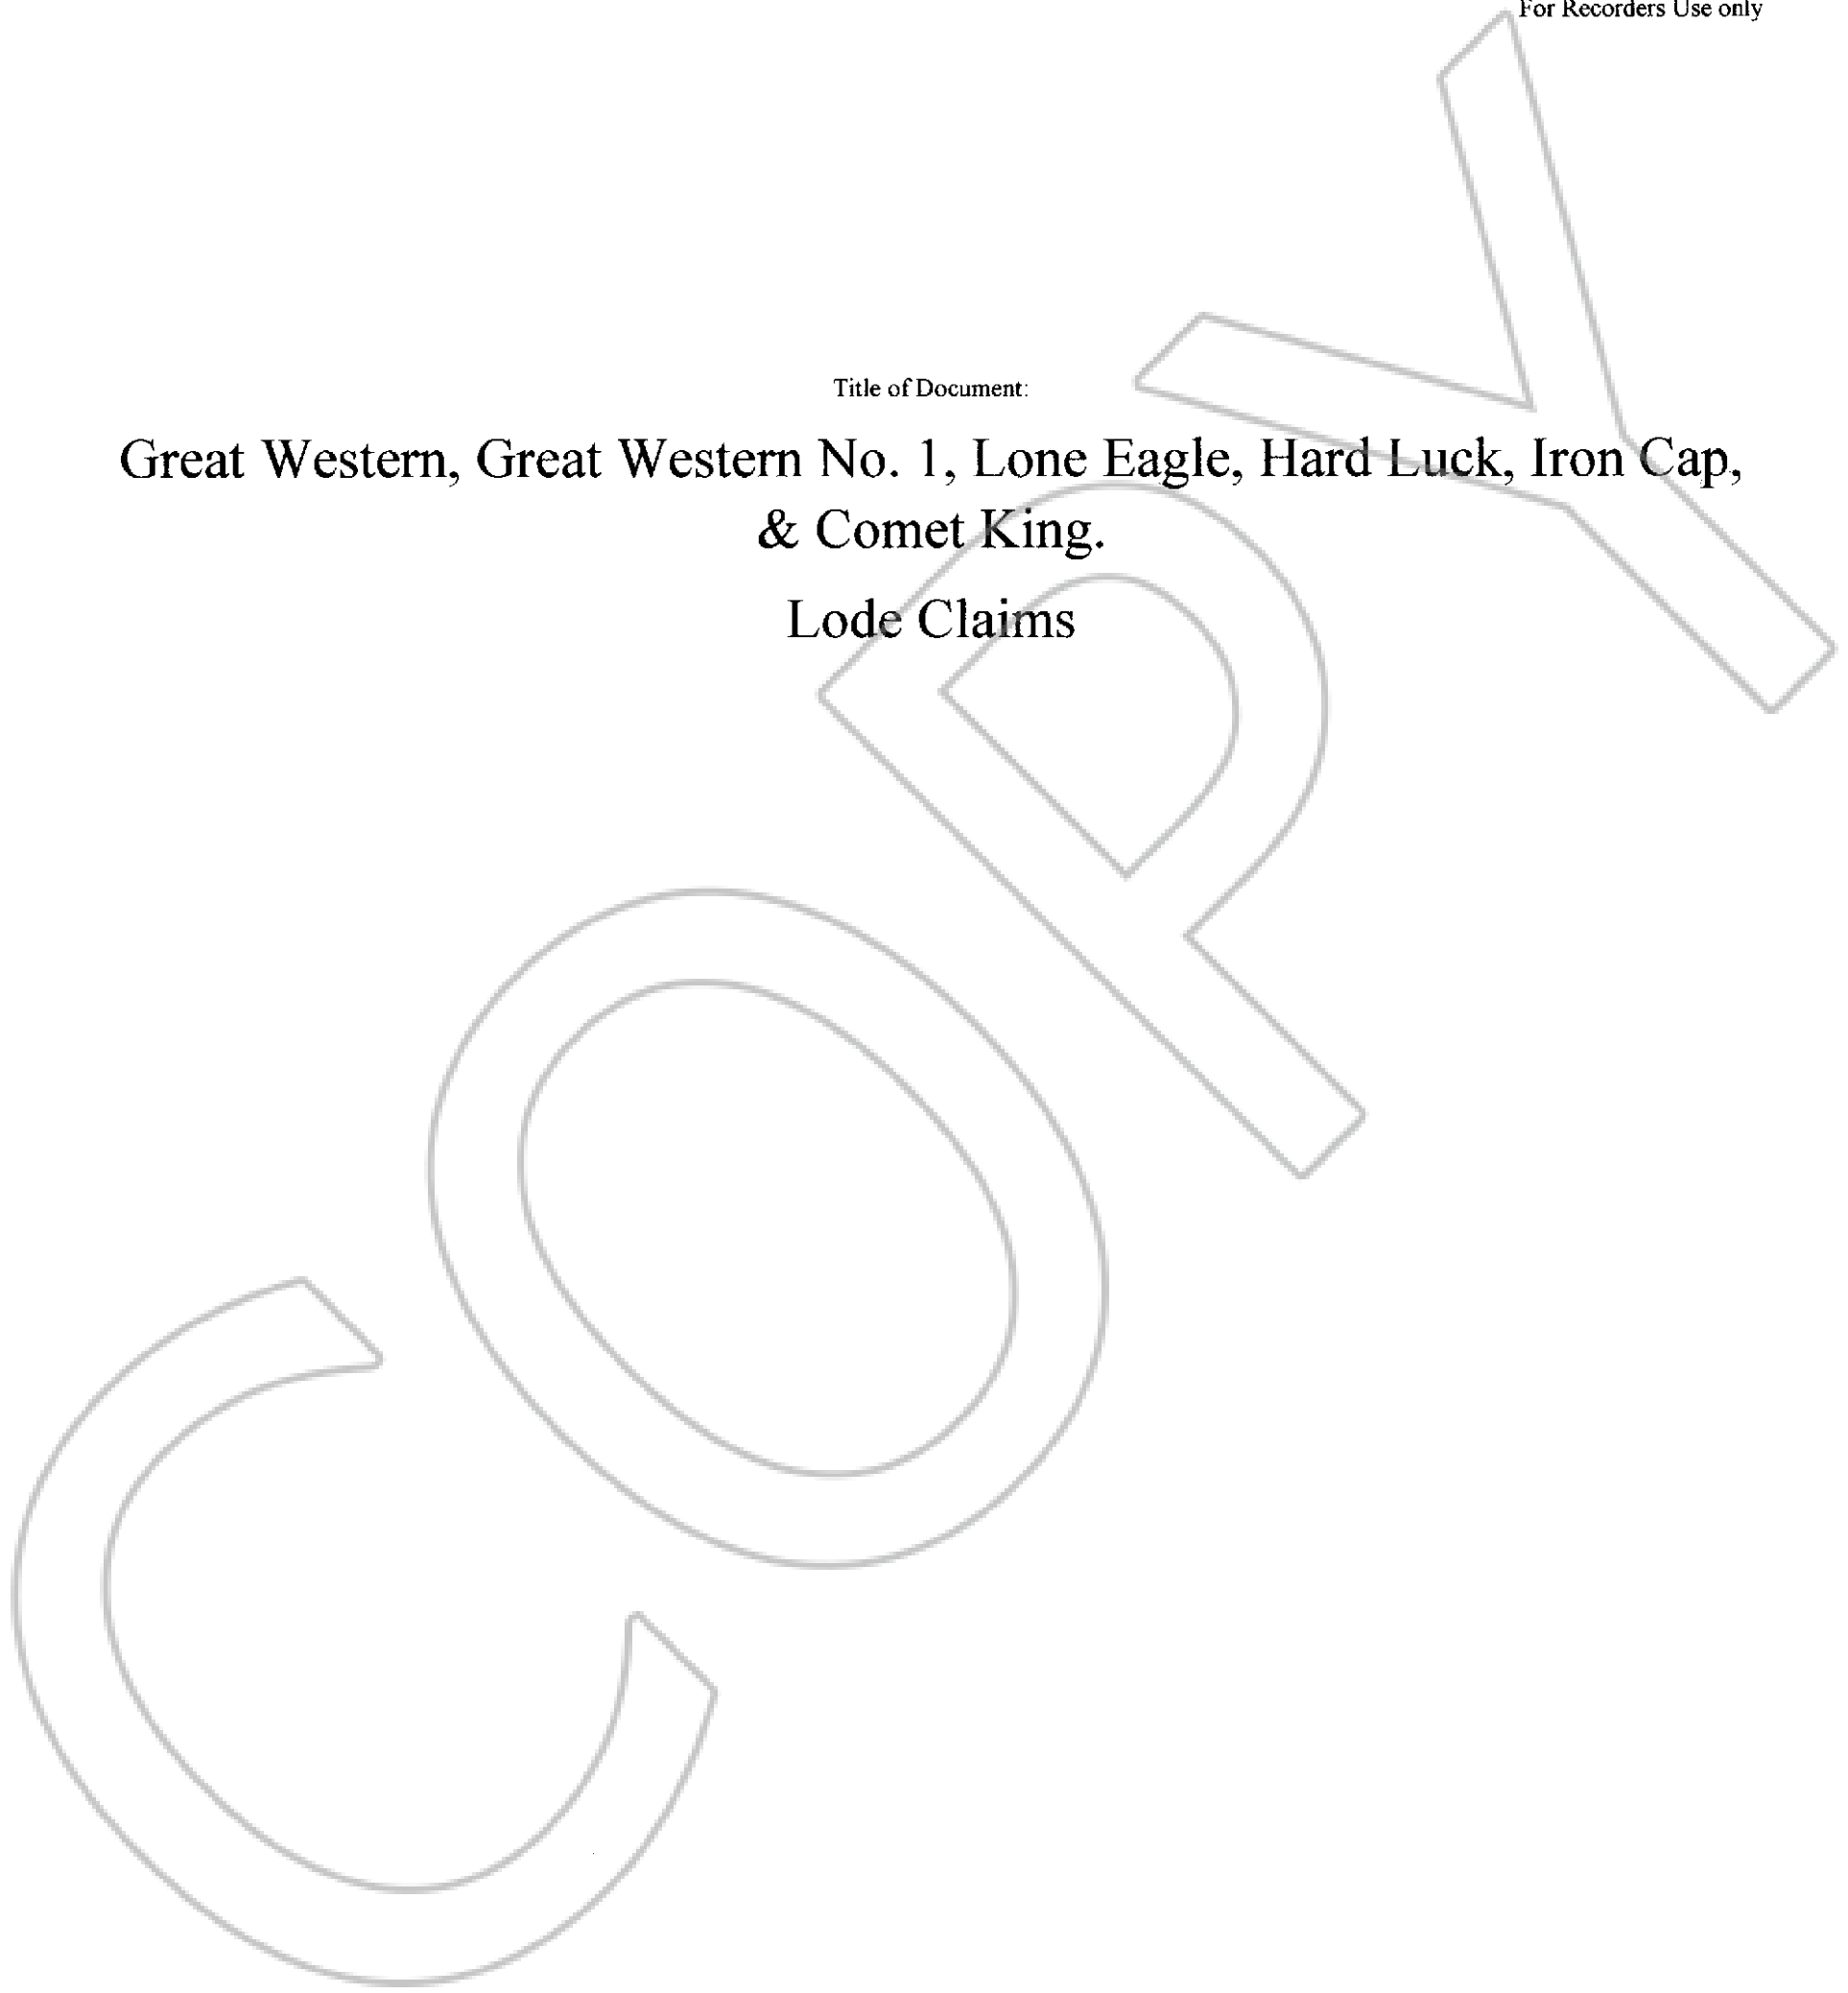 For Recorders Use only
Title of Document:
Great Western, Great Western No. 1, Lone Eagle, Hard Luck, Iron Cap,
& Comet King.
Lode Claims
COPY